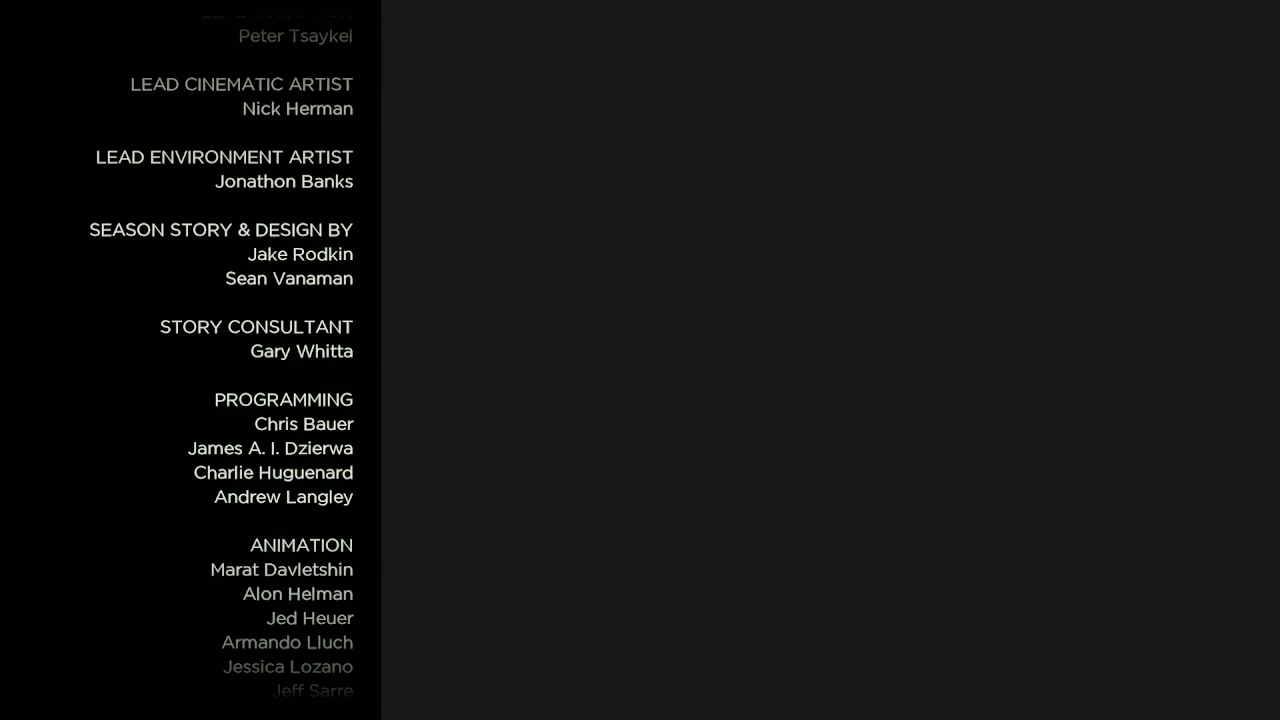 Peter Tsaykel
LEAD CINEMATIC ARTIST
Nick Herman
LEAD ENVIRONMENT ARTIST
Jonathon Banks
SEASON STORY & DESIGN BY
Jake Rodkin
Sean Vanaman
STORY CONSULTANT
Gary Whitta
PROGRAMMING
Chris Bauer
James A. I. Dzierwa
Charlie Huguenard
Andrew Langley
ANIMATION
Marat Davletshin
Alon Helman
Jed Heuer
Armando Lluch
Jessica Lozano
Jeff Sarre